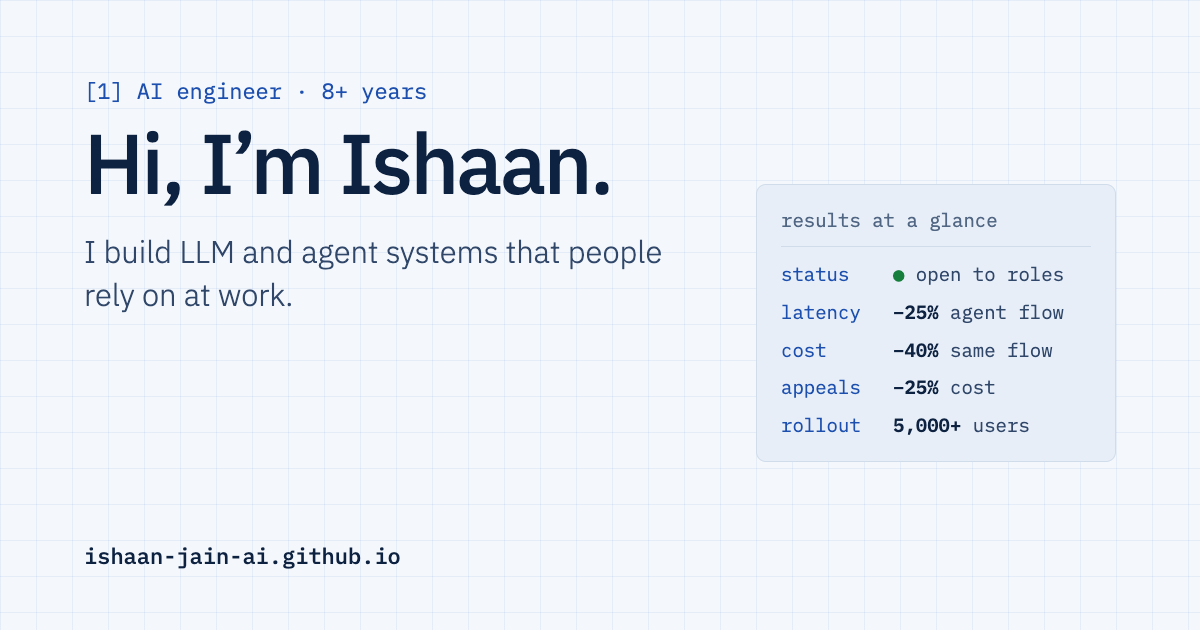 [1] AI engineer · 8+ years
Hi, I’m Ishaan.
I build LLM and agent systems that people
rely on at work.
results at a glance
status ● open to roles
latency −25% agent flow
cost −40% same flow
appeals −25% cost
rollout 5,000+ users
ishaan-jain-ai.github.io